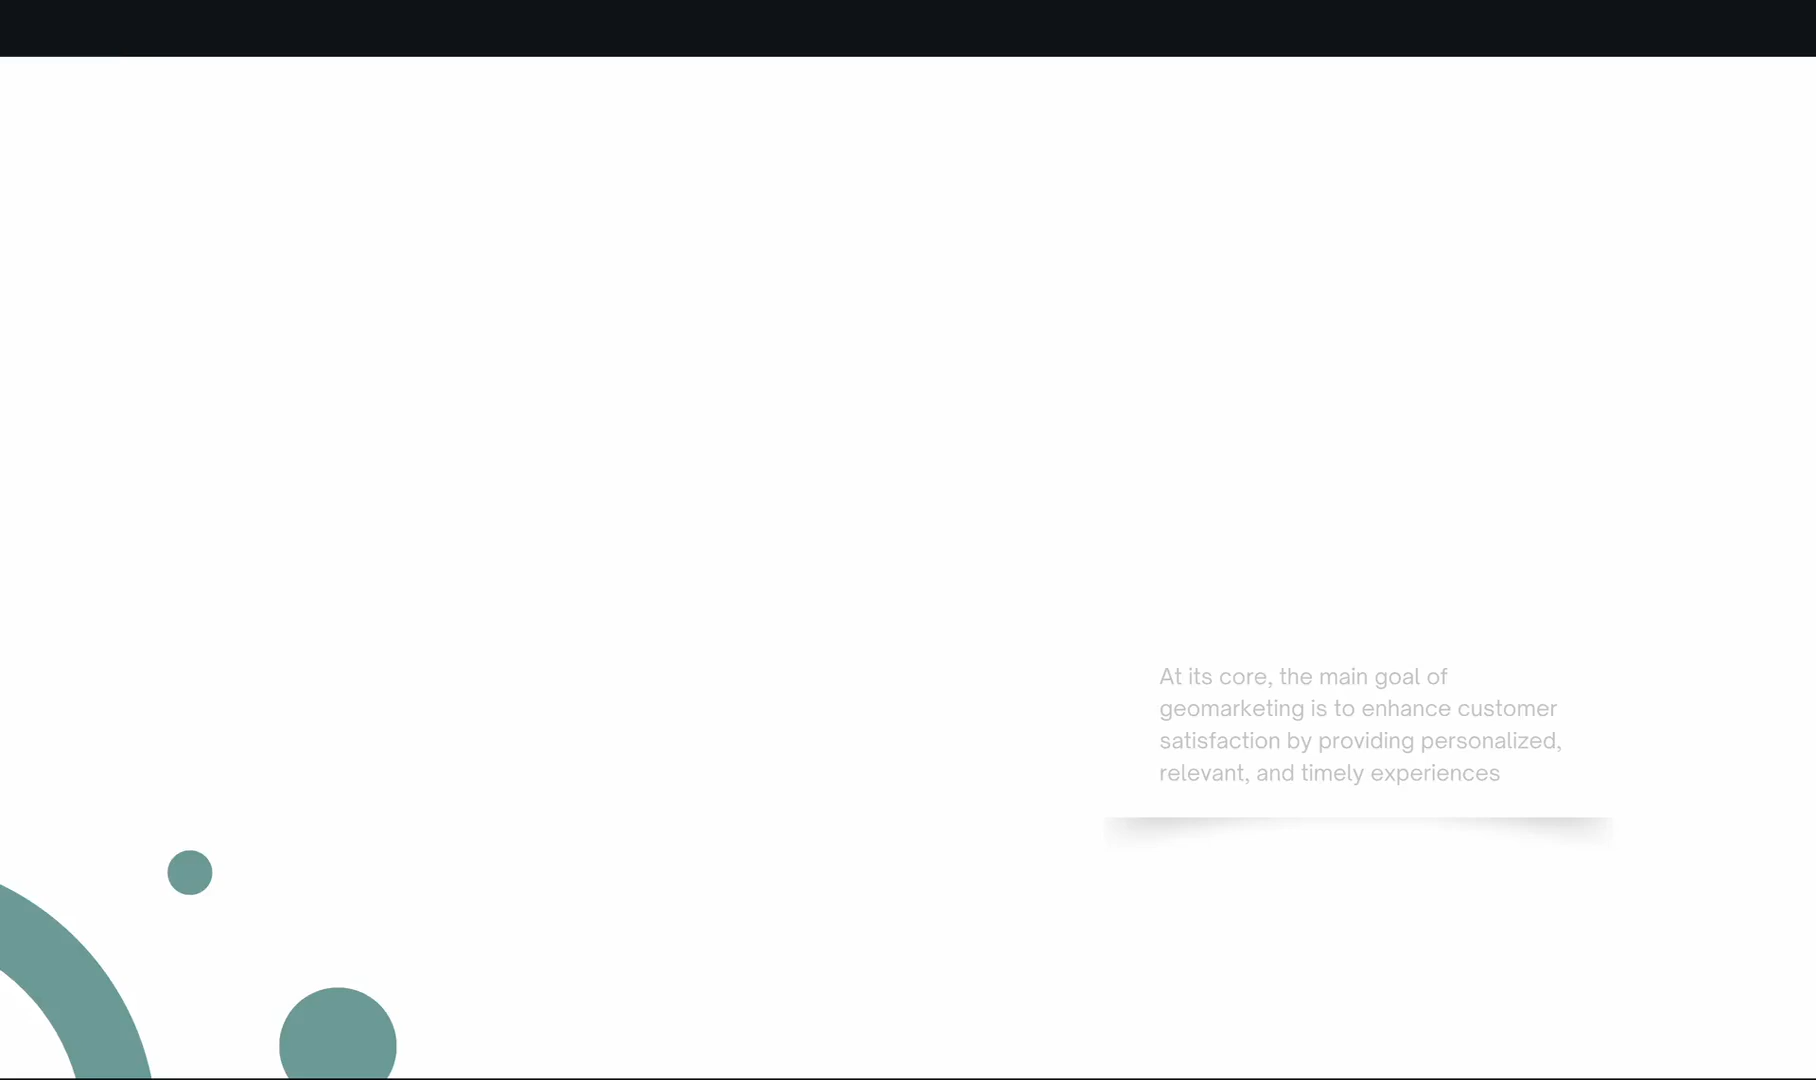 At its core, the main goal of
geomarketing is to enhance customer
satisfaction by providing personalized,
relevant, and timely experiences